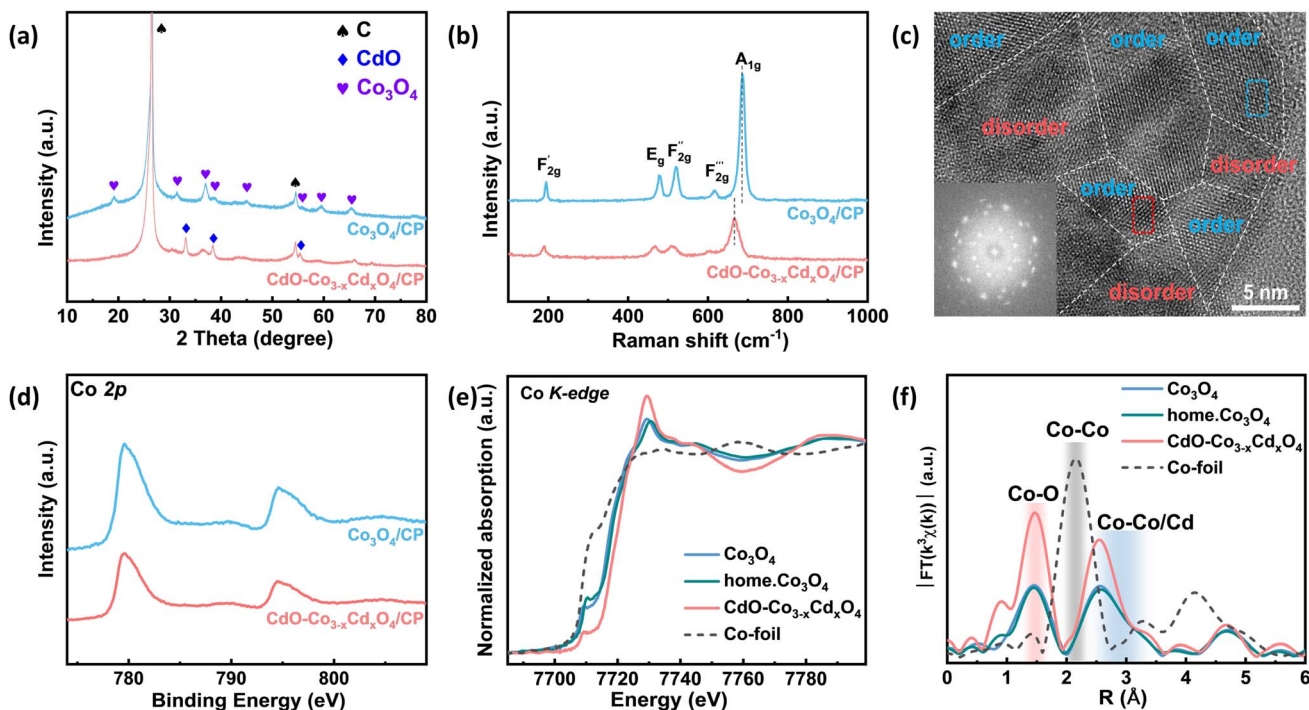 (a)
Intensity (a.u.)
♠ C
♦ CdO
♥ Co₃O₄
Co₃O₄/CP
CdO-Co₃₋ₓCdₓO₄/CP
10 20 30 40 50 60 70 80
2 Theta (degree)
(b)
Intensity (a.u.)
A₁g
F'₂g
E_g
F''₂g
F'''₂g
Co₃O₄/CP
CdO-Co₃₋ₓCdₓO₄/CP
200 400 600 800 1000
Raman shift (cm⁻¹)
(c)
order
order
order
disorder
disorder
order
order
disorder
5 nm
(d)
Co 2p
Intensity (a.u.)
Co₃O₄/CP
CdO-Co₃₋ₓCdₓO₄/CP
780 790 800
Binding Energy (eV)
(e)
Co K-edge
Normalized absorption (a.u.)
Co₃O₄
home.Co₃O₄
CdO-Co₃₋ₓCdₓO₄
Co-foil
7700 7720 7740 7760 7780
Energy (eV)
(f)
|FT(k³χ(k))| (a.u.)
Co₃O₄
home.Co₃O₄
CdO-Co₃₋ₓCdₓO₄
Co-foil
Co-Co
Co-O
Co-Co/Cd
0 1 2 3 4 5 6
R (Å)